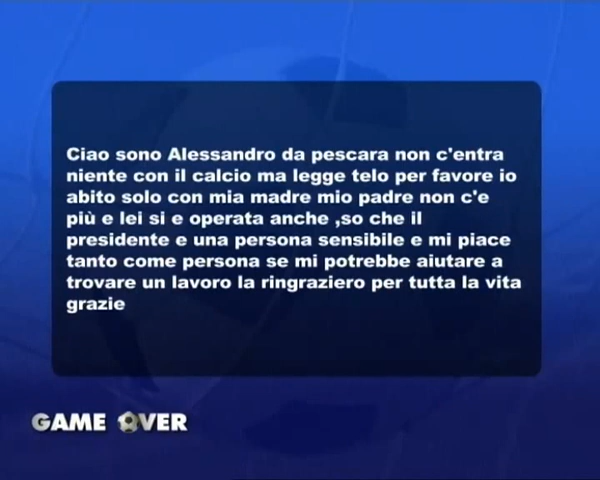 Ciao sono Alessandro da pescara non c'entra
niente con il calcio ma legge telo per favore io
abito solo con mia madre mio padre non c'e
più e lei si e operata anche ,so che il
presidente e una persona sensibile e mi piace
tanto come persona se mi potrebbe aiutare a
trovare un lavoro la ringraziero per tutta la vita
grazie
GAME OVER